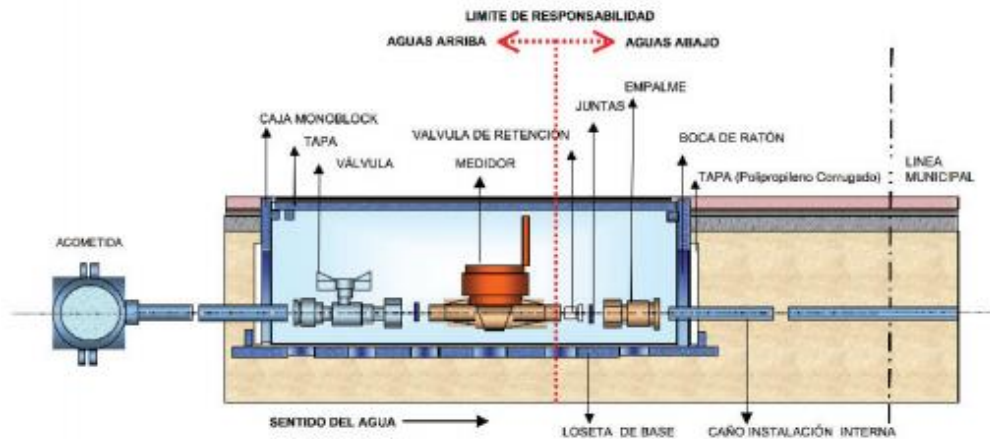 LIMITE DE RESPONSABILIDAD
AGUAS ARRIBA
AGUAS ABAJO
EMPALME
JUNTAS
CAJA MONOBLOCK
TAPA
VÁLVULA
VALVULA DE RETENCIÓN
MEDIDOR
BOCA DE RATÓN
TAPA (Polipropileno Corrugado)
LINEA
MUNICIPAL
ACOMETIDA
SENTIDO DEL AGUA
LOSETA DE BASE
CAÑO INSTALACIÓN INTERNA